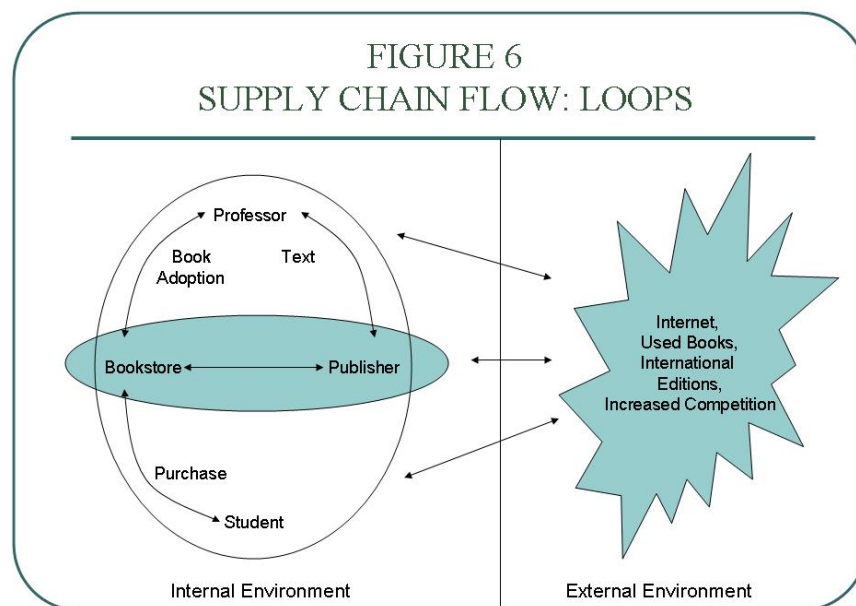 FIGURE 6
SUPPLY CHAIN FLOW: LOOPS
Professor
Book
Adoption
Text
Bookstore
Publisher
Purchase
Student
Internal Environment
Internet,
Used Books,
International
Editions,
Increased Competition
External Environment